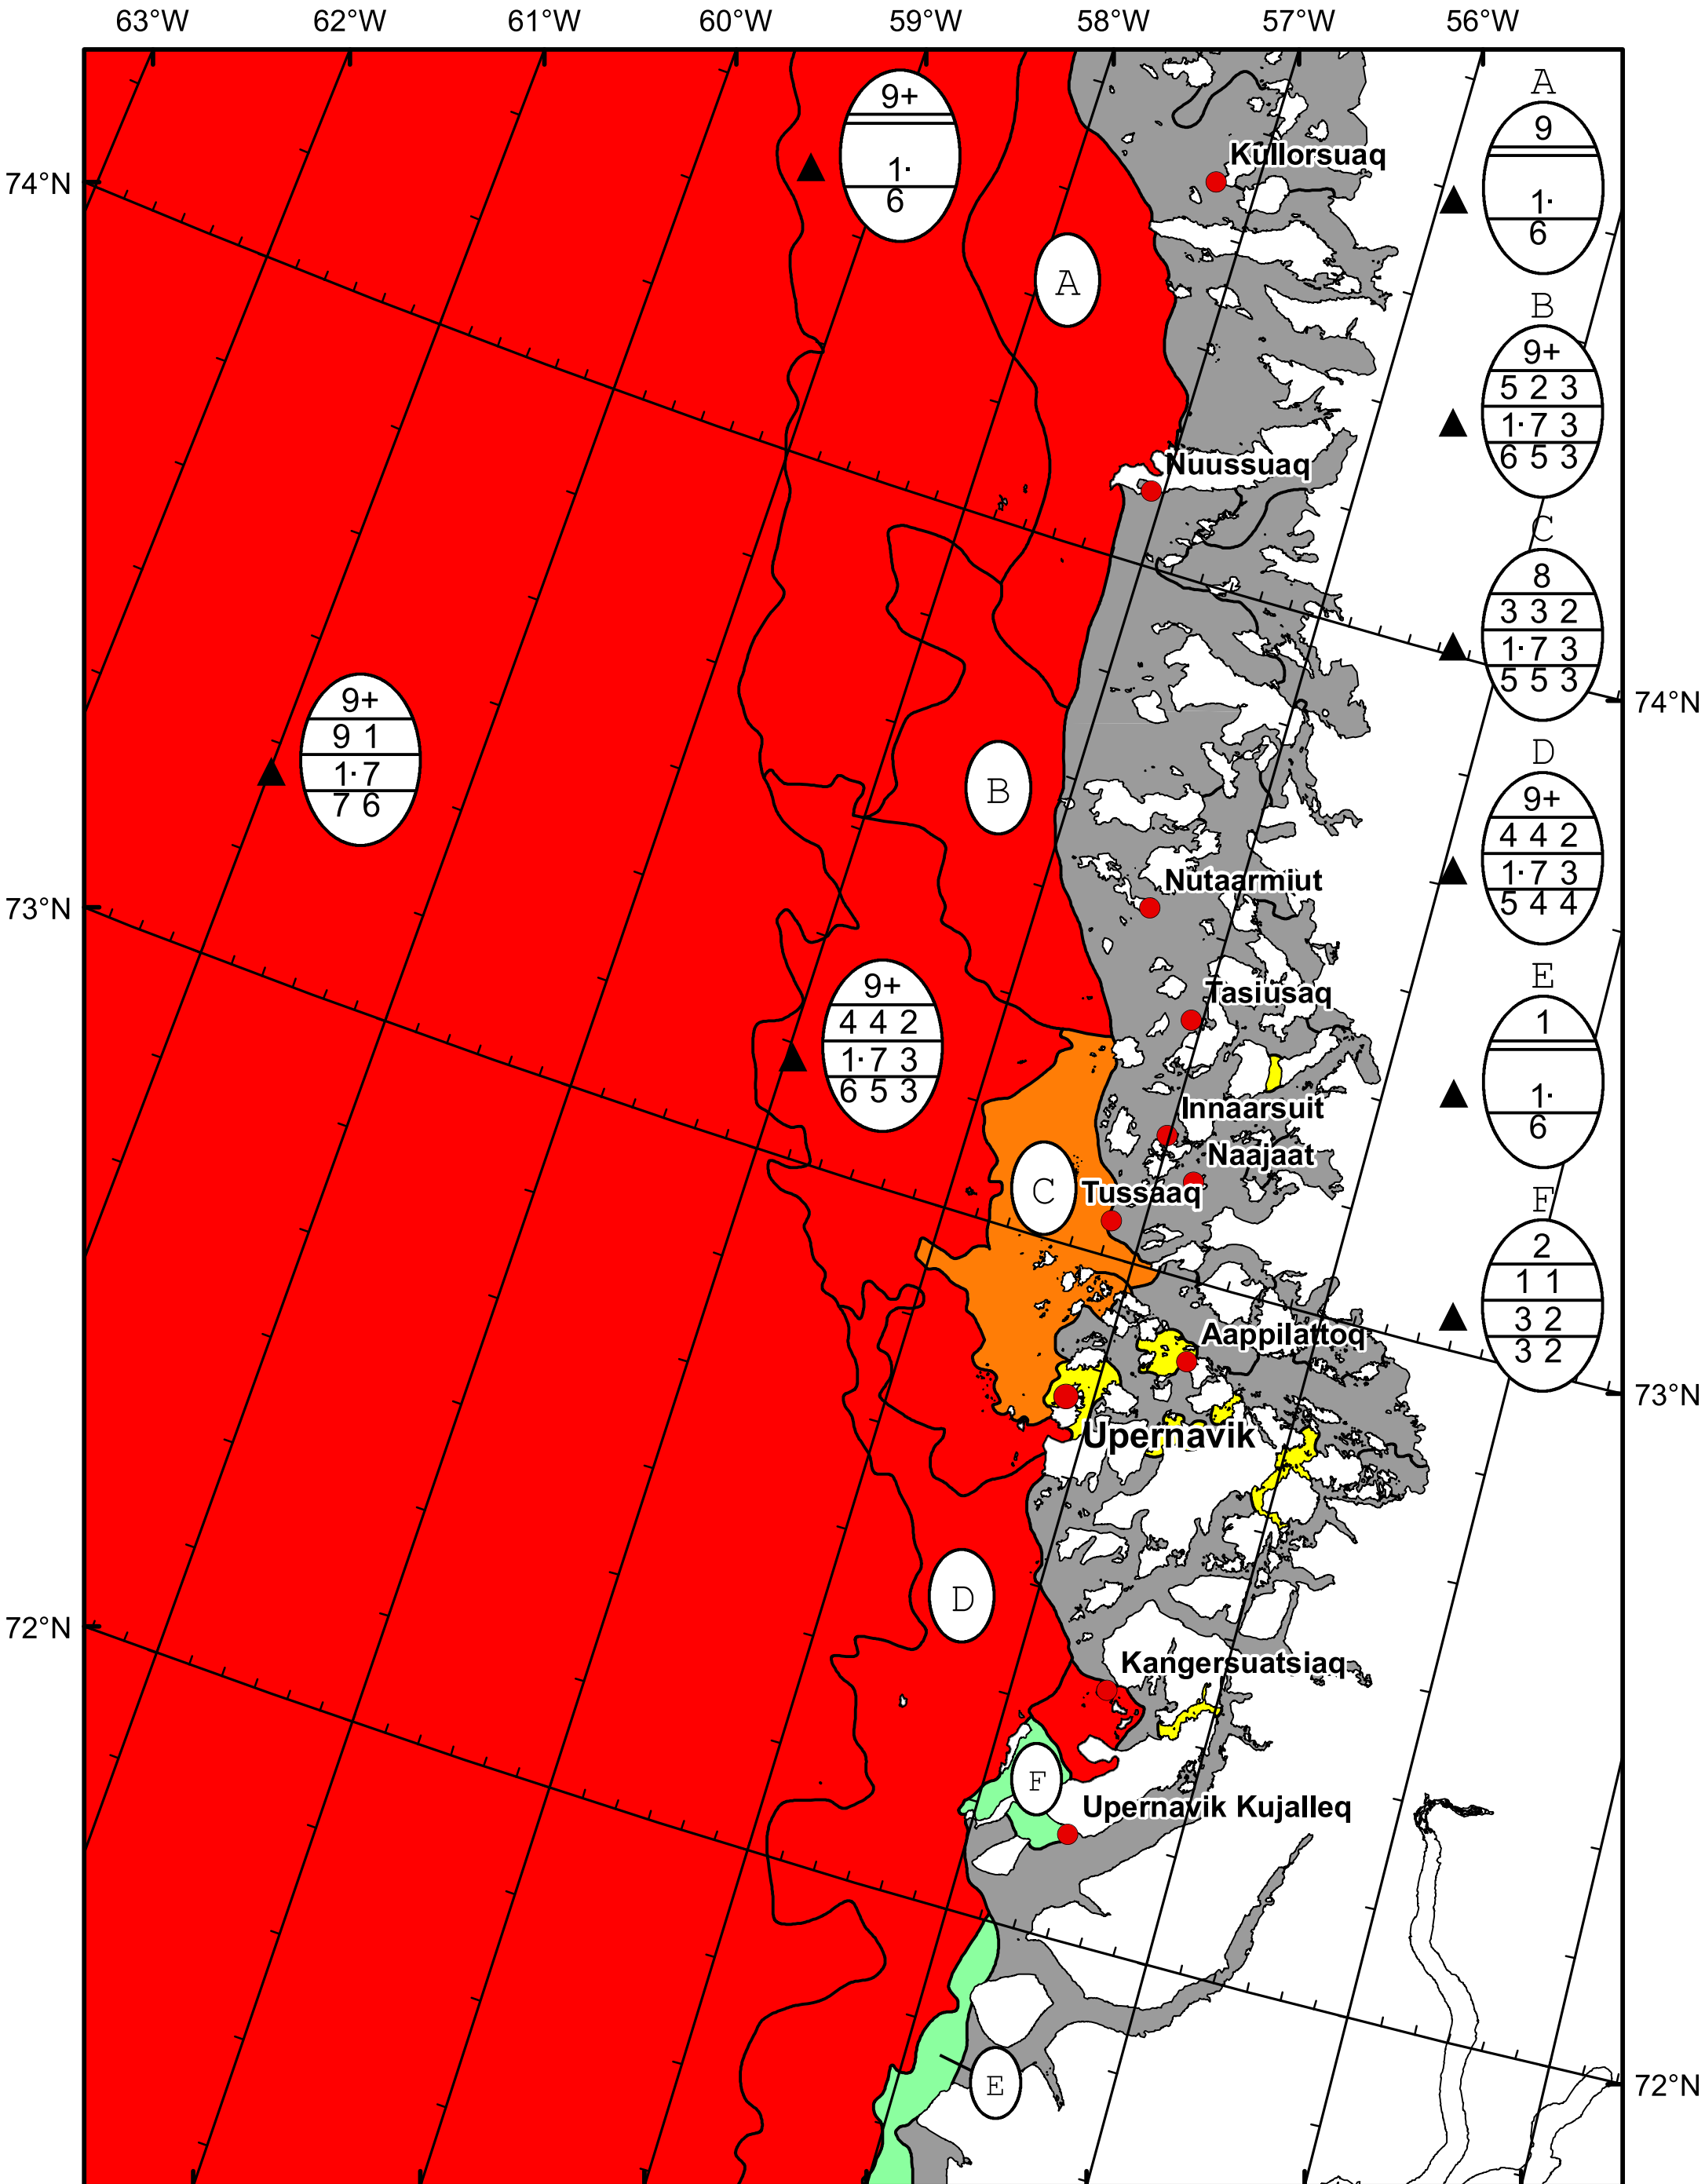 63°W 62°W 61°W 60°W 59°W 58°W 57°W 56°W
74°N
73°N
72°N
74°N
73°N
72°N
9+
1·
6
9+
9 1
1·7
7 6
9+
4 4 2
1·7 3
6 5 3
A
B
C
D
E
F
Kullorsuaq
Nuussuaq
Nutaarmiut
Tasiusaq
Innaarsuit
Naajaat
Tussaaq
Aappilattoq
Upernavik
Kangersuatsiaq
Upernavik Kujalleq
A
9
1·
6
B
9+
5 2 3
1·7 3
6 5 3
C
8
3 3 2
1·7 3
5 5 3
D
9+
4 4 2
1·7 3
5 4 4
E
1
1·
6
F
2
1 1
3 2
3 2